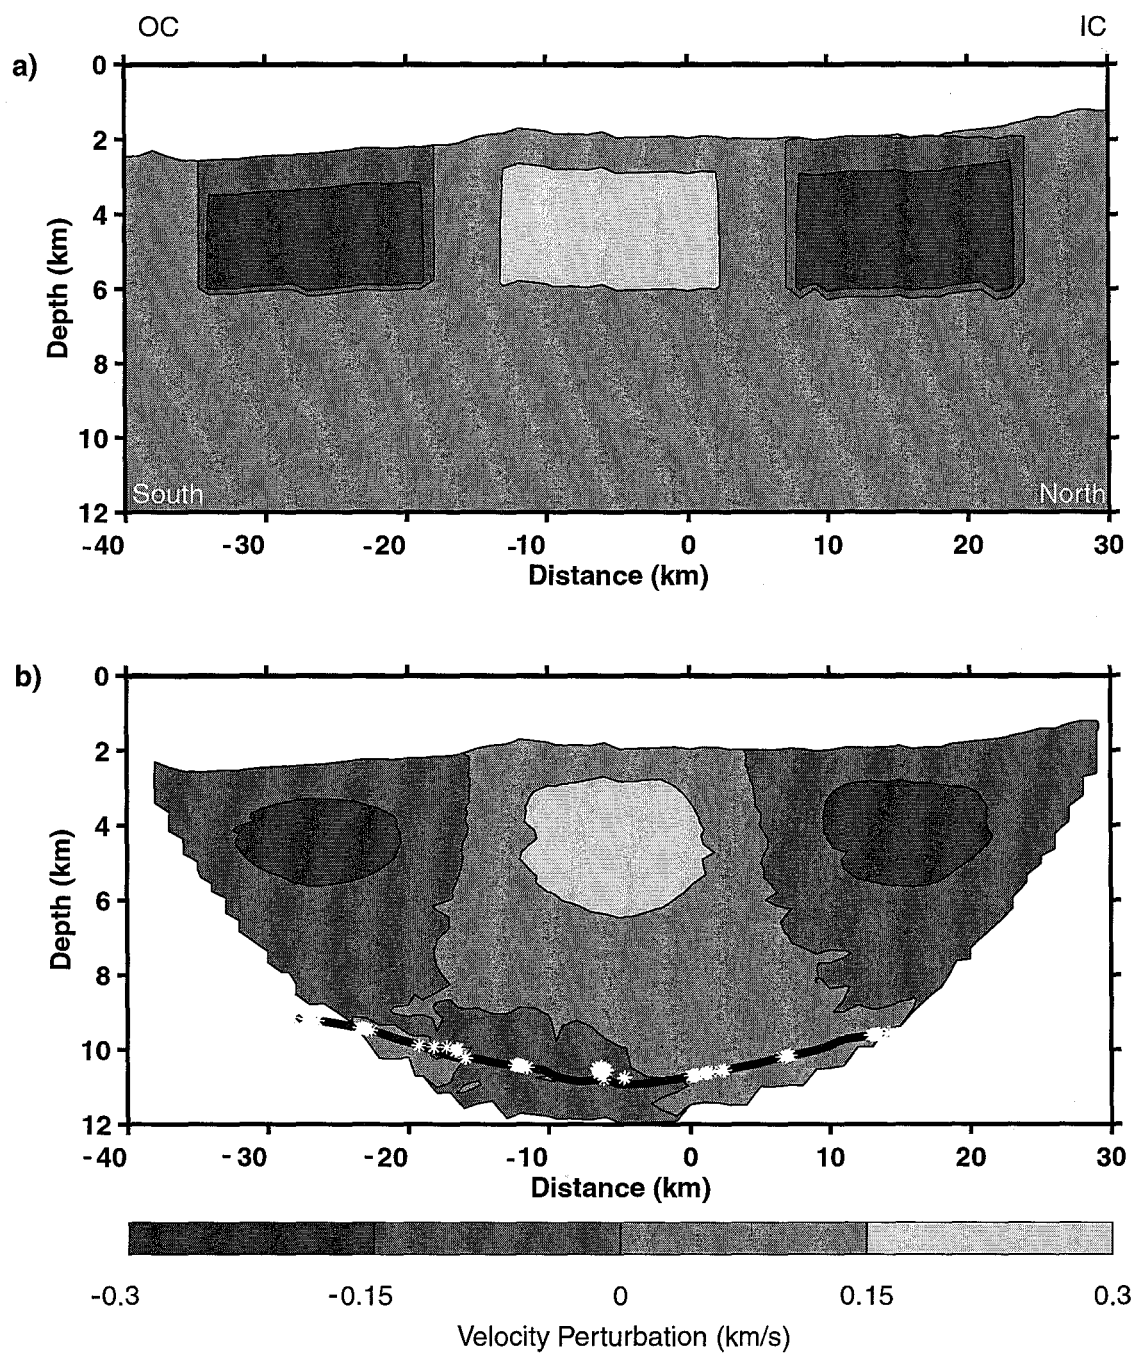 OC IC
a)
0
2
4
6
8
10
12
Depth (km)
South North
-40 -30 -20 -10 0 10 20 30
Distance (km)
b)
0
2
4
6
8
10
12
Depth (km)
-40 -30 -20 -10 0 10 20 30
Distance (km)
-0.3 -0.15 0 0.15 0.3
Velocity Perturbation (km/s)